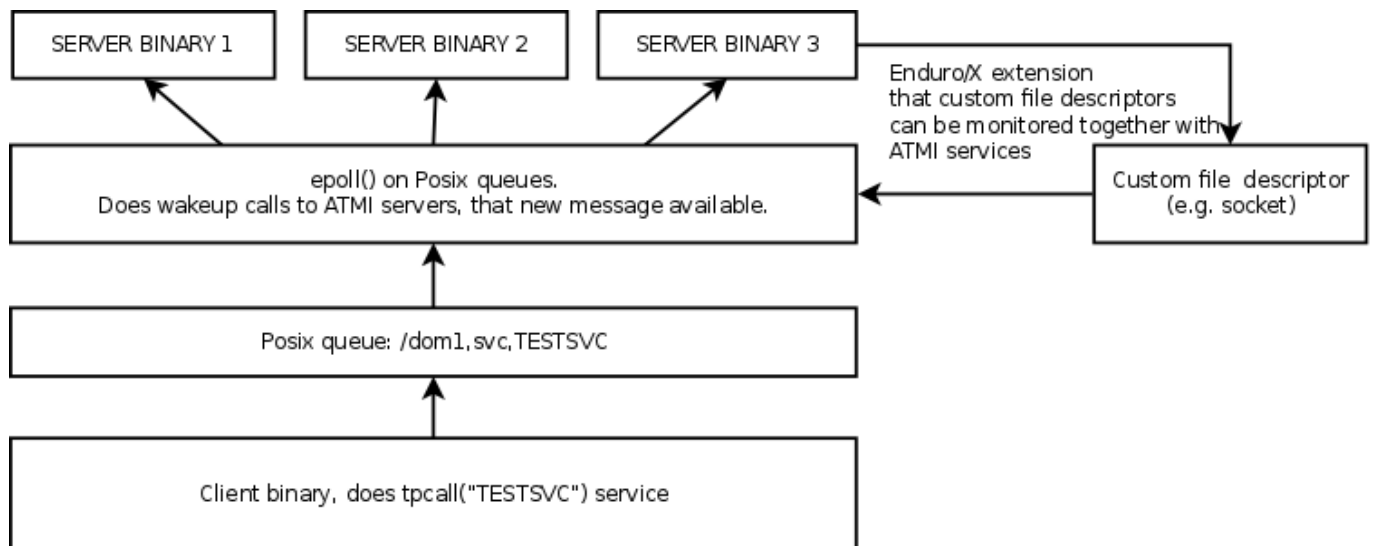 SERVER BINARY 1
SERVER BINARY 2
SERVER BINARY 3
Enduro/X extension
that custom file descriptors
can be monitored together with
ATMI services
epoll() on Posix queues.
Does wakeup calls to ATMI servers, that new message available.
Custom file descriptor
(e.g. socket)
Posix queue: /dom1,svc,TESTSVC
Client binary, does tpcall("TESTSVC") service